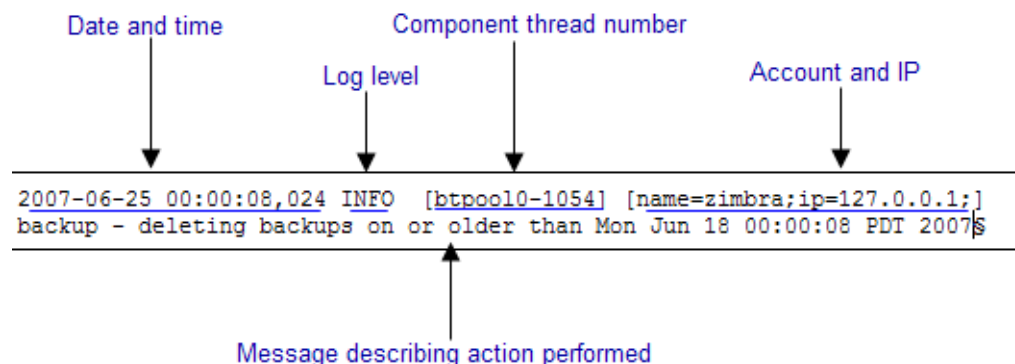 Date and time
Component thread number
Log level
Account and IP
2007-06-25 00:00:08,024 INFO  [btpool0-1054] [name=zimbra;ip=127.0.0.1;]
backup - deleting backups on or older than Mon Jun 18 00:00:08 PDT 2007§
Message describing action performed